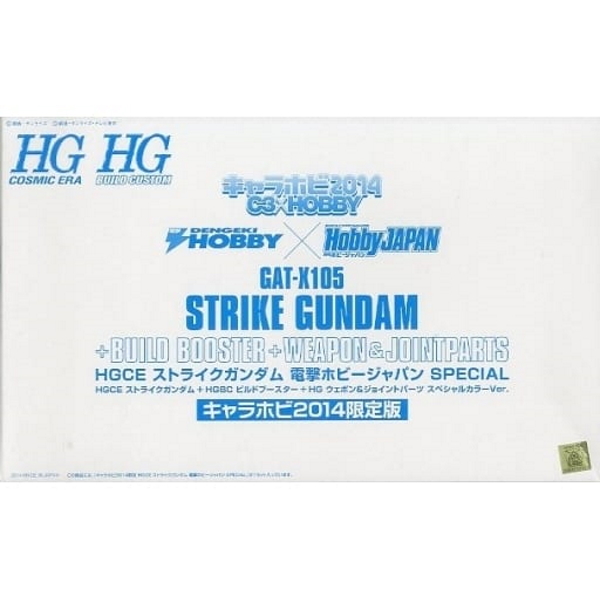 HG HG
COSMIC ERA BUILD CUSTOM
キャラホビ2014
C3×HOBBY
電撃 DENGEKI HOBBY × HobbyJAPAN
GAT-X105
STRIKE GUNDAM
+BUILD BOOSTER +WEAPON&JOINTPARTS
HGCE ストライクガンダム 電撃ホビージャパン SPECIAL
HGCE ストライクガンダム + HGBC ビルドブースター + HG ウェポン&ジョイントパーツ スペシャルカラーVer.
キャラホビ2014限定版